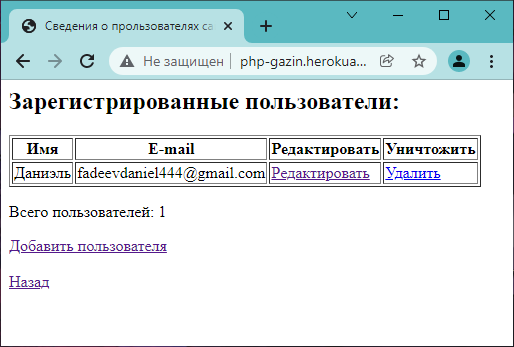 Сведения о прользователях са
Не защищен php-gazin.herokua...
Зарегистрированные пользователи:
Имя E-mail Редактировать Уничтожить
Даниэль fadeevdaniel444@gmail.com Редактировать Удалить
Всего пользователей: 1
Добавить пользователя
Назад